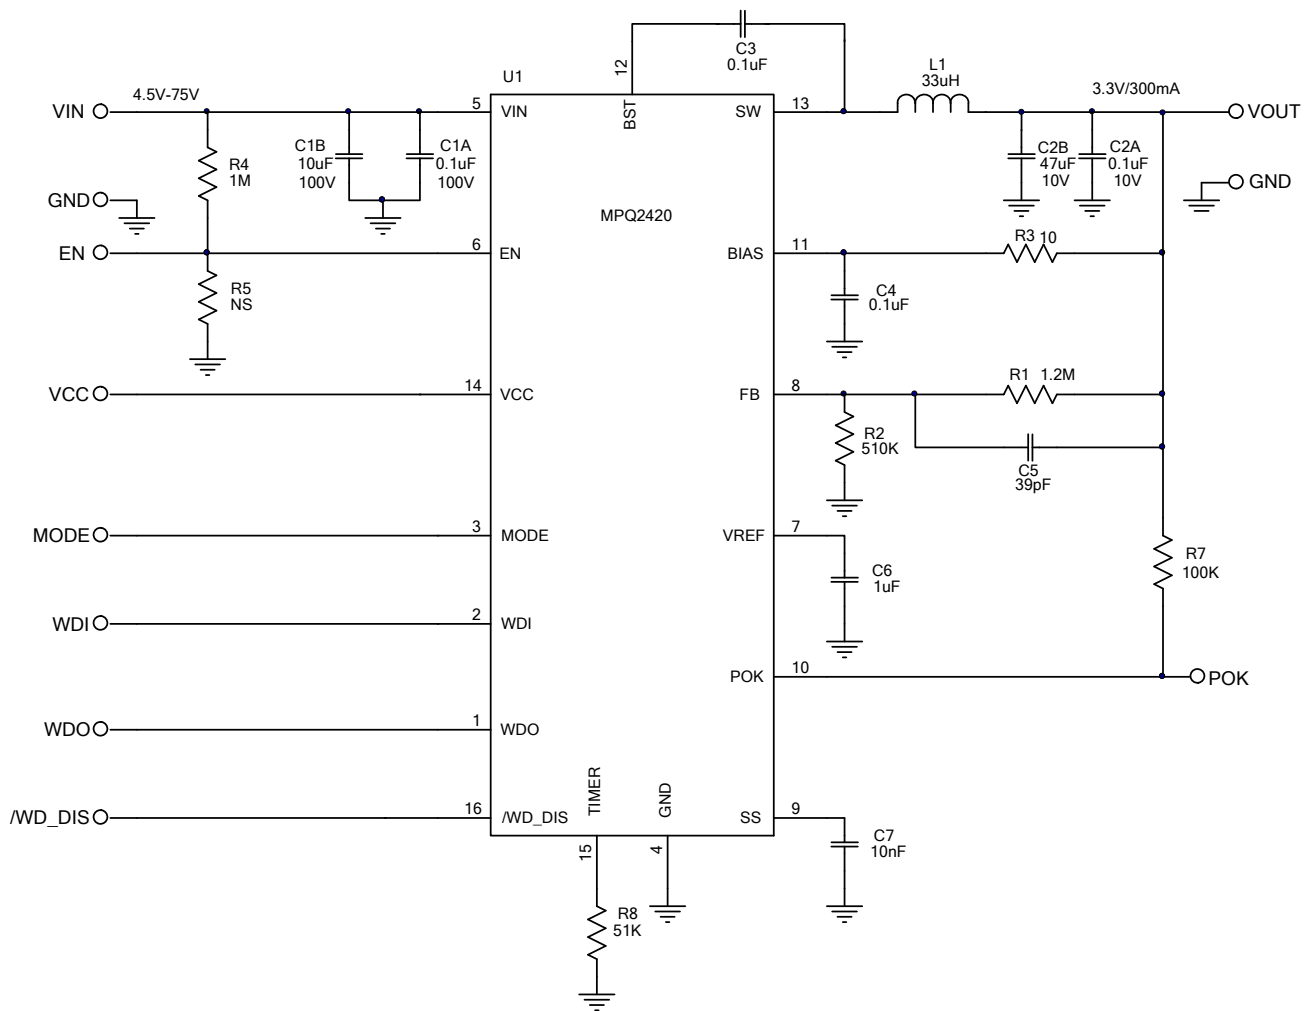 C3
0.1uF
12
U1
L1
33uH
4.5V-75V
3.3V/300mA
VIN
5
VIN
BST
SW
13
VOUT
R4
1M
C1B
10uF
100V
C1A
0.1uF
100V
C2B
47uF
10V
C2A
0.1uF
10V
GND
GND
MPQ2420
EN
6
EN
BIAS
11
R3 10
R5
NS
C4
0.1uF
VCC
14
VCC
FB
8
R1 1.2M
R2
510K
C5
39pF
MODE
3
MODE
VREF
7
R7
100K
C6
1uF
WDI
2
WDI
POK
10
POK
WDO
1
WDO
TIMER
GND
/WD_DIS
16
/WD_DIS
SS
9
C7
10nF
15
4
R8
51K